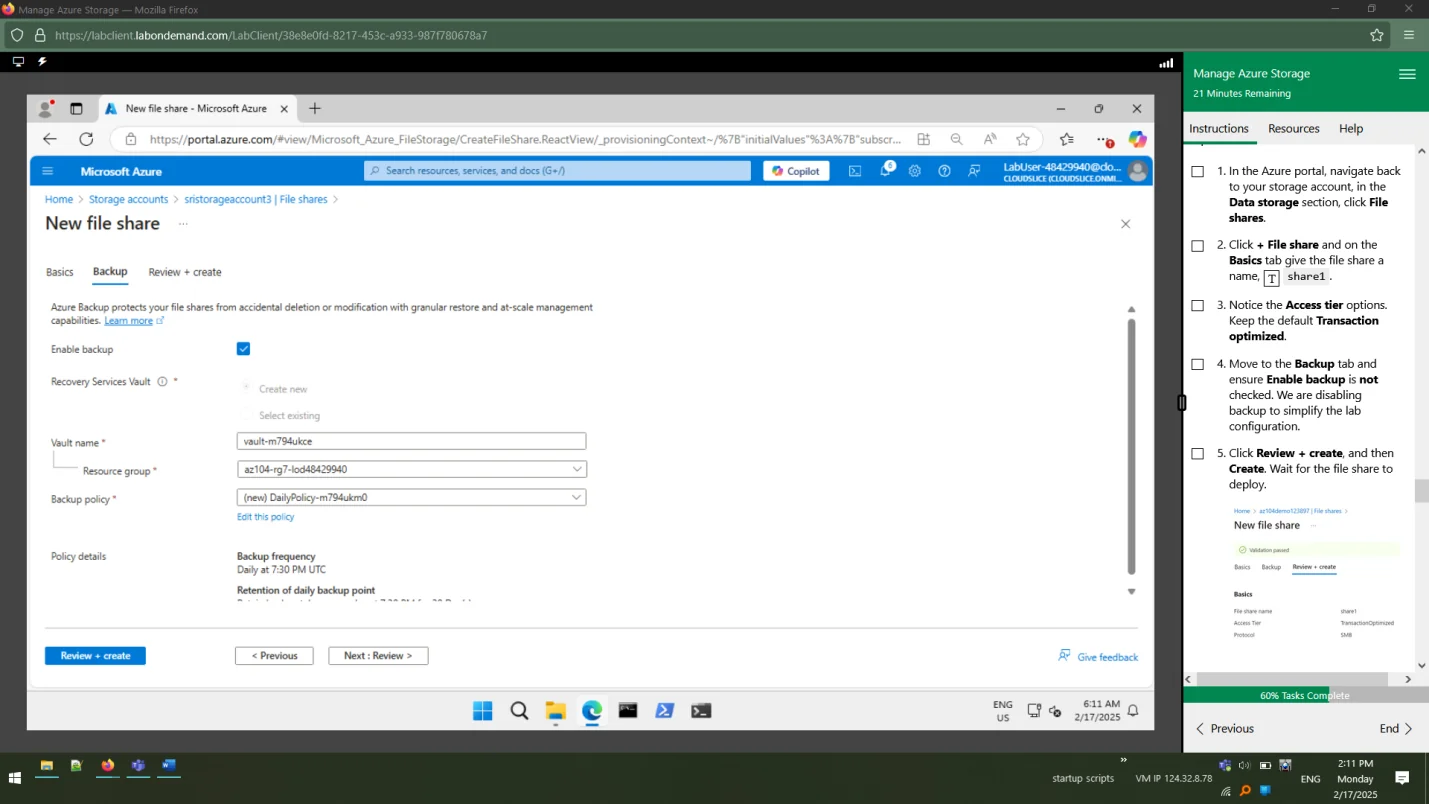 Manage Azure Storage — Mozilla Firefox
https://labclient.labondemand.com/LabClient/38e8e0fd-8217-453c-a933-987f780678a7
New file share - Microsoft Azure
https://portal.azure.com/#view/Microsoft_Azure_FileStorage/CreateFileShare.ReactView/_provisioningContext~/%7B"initialValues"%3A%7B"subscr...
Microsoft Azure
Search resources, services, and docs (G+/)
Copilot
6
LabUser-48429940@clo...
CLOUDSLICE (CLOUDSLICE.ONMI...
Home > Storage accounts > sristorageaccount3 | File shares >
New file share ...
Basics Backup Review + create
Azure Backup protects your file shares from accidental deletion or modification with granular restore and at-scale management
capabilities. Learn more
Enable backup
Recovery Services Vault *
Create new
Select existing
Vault name *
vault-m794ukce
Resource group *
az104-rg7-lod48429940
Backup policy *
(new) DailyPolicy-m794ukm0
Edit this policy
Policy details
Backup frequency
Daily at 7:30 PM UTC
Retention of daily backup point
Review + create
< Previous
Next : Review >
Give feedback
ENG
US
6:11 AM
2/17/2025
Manage Azure Storage
21 Minutes Remaining
Instructions Resources Help
1. In the Azure portal, navigate back
to your storage account, in the
Data storage section, click File
shares.
2. Click + File share and on the
Basics tab give the file share a
name, T share1 .
3. Notice the Access tier options.
Keep the default Transaction
optimized.
4. Move to the Backup tab and
ensure Enable backup is not
checked. We are disabling
backup to simplify the lab
configuration.
5. Click Review + create, and then
Create. Wait for the file share to
deploy.
Home > az104demo123897 | File shares >
New file share ...
Validation passed
Basics Backup Review + create
Basics
File share name share1
Access Tier TransactionOptimized
Protocol SMB
60% Tasks Complete
< Previous
End >
startup scripts
VM IP 124.32.8.78
ENG
2:11 PM
Monday
2/17/2025